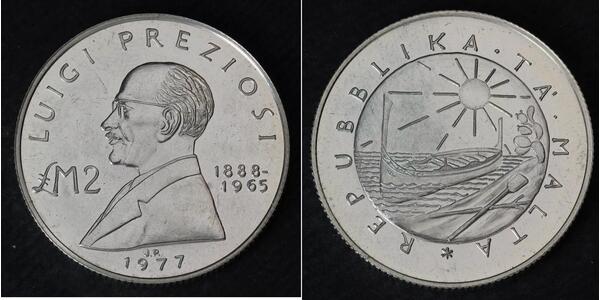 LUIGI PREZIOSI
£M2
1888-
1965
J.P.
1977
REPUBBLIKA·TA'·MALTA*